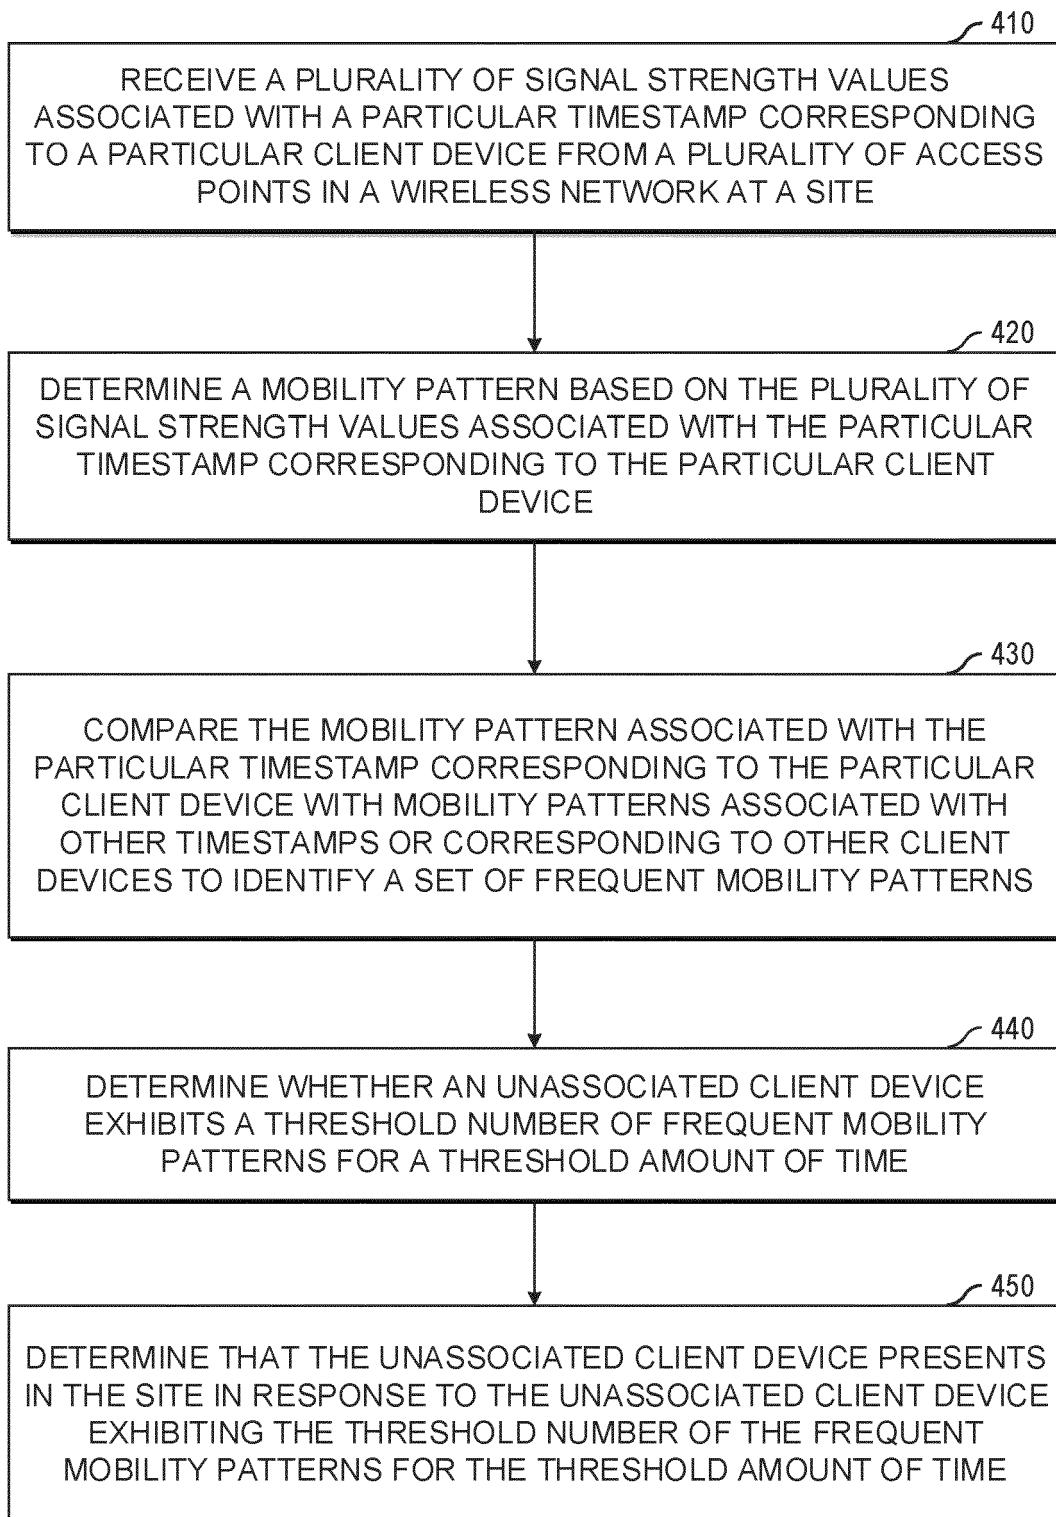 410
RECEIVE A PLURALITY OF SIGNAL STRENGTH VALUES
ASSOCIATED WITH A PARTICULAR TIMESTAMP CORRESPONDING
TO A PARTICULAR CLIENT DEVICE FROM A PLURALITY OF ACCESS
POINTS IN A WIRELESS NETWORK AT A SITE
420
DETERMINE A MOBILITY PATTERN BASED ON THE PLURALITY OF
SIGNAL STRENGTH VALUES ASSOCIATED WITH THE PARTICULAR
TIMESTAMP CORRESPONDING TO THE PARTICULAR CLIENT
DEVICE
430
COMPARE THE MOBILITY PATTERN ASSOCIATED WITH THE
PARTICULAR TIMESTAMP CORRESPONDING TO THE PARTICULAR
CLIENT DEVICE WITH MOBILITY PATTERNS ASSOCIATED WITH
OTHER TIMESTAMPS OR CORRESPONDING TO OTHER CLIENT
DEVICES TO IDENTIFY A SET OF FREQUENT MOBILITY PATTERNS
440
DETERMINE WHETHER AN UNASSOCIATED CLIENT DEVICE
EXHIBITS A THRESHOLD NUMBER OF FREQUENT MOBILITY
PATTERNS FOR A THRESHOLD AMOUNT OF TIME
450
DETERMINE THAT THE UNASSOCIATED CLIENT DEVICE PRESENTS
IN THE SITE IN RESPONSE TO THE UNASSOCIATED CLIENT DEVICE
EXHIBITING THE THRESHOLD NUMBER OF THE FREQUENT
MOBILITY PATTERNS FOR THE THRESHOLD AMOUNT OF TIME